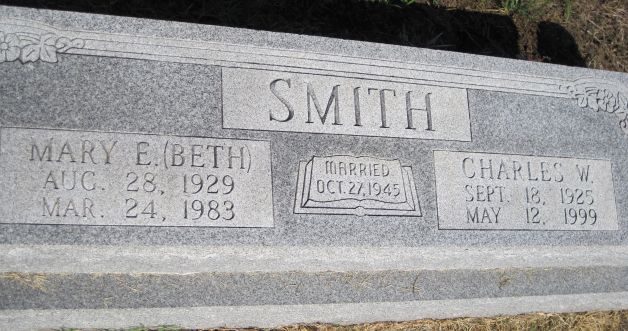 SMITH
MARY E. (BETH)
AUG. 28, 1929
MAR. 24, 1983
MARRIED
OCT. 27, 1945
CHARLES W.
SEPT. 18, 1925
MAY 12, 1999